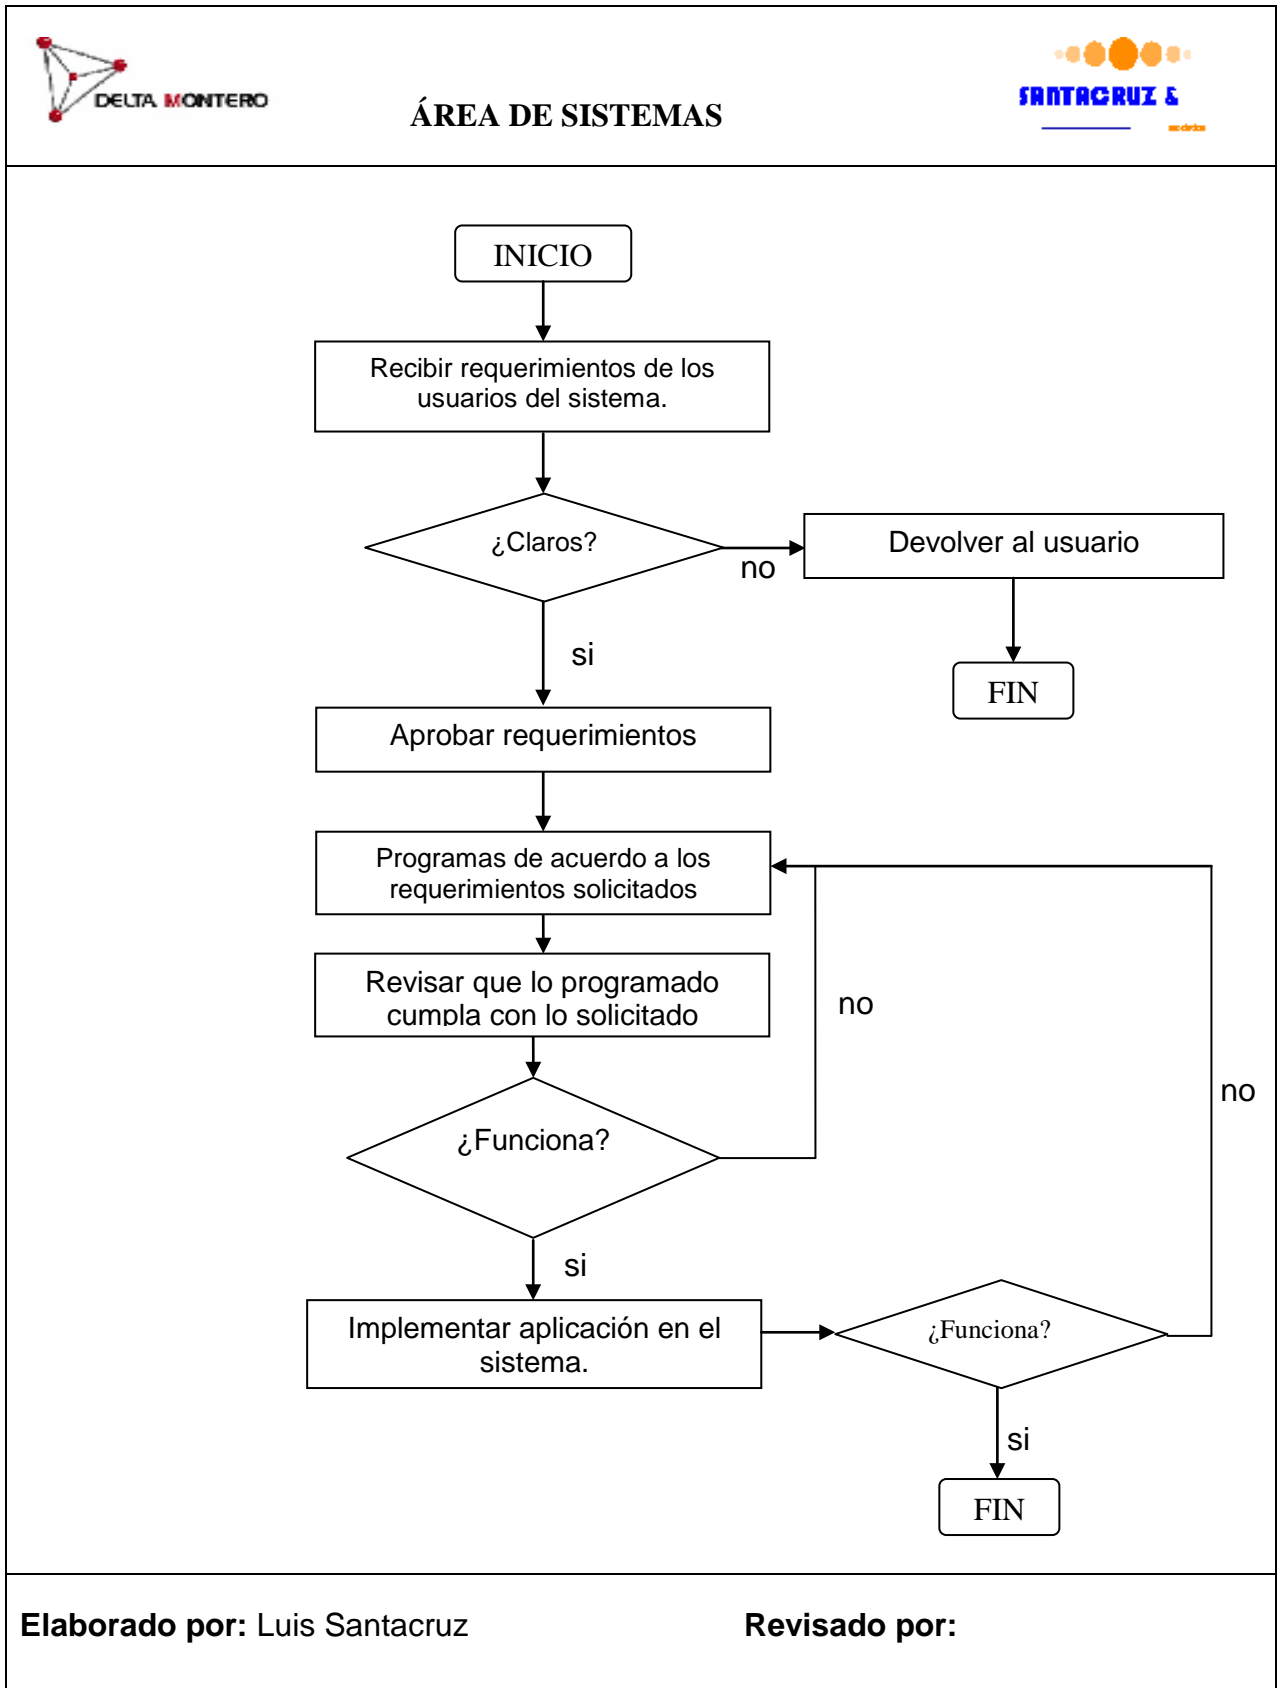 DELTA MONTERO
ÁREA DE SISTEMAS
SANTACRUZ &
INICIO
Recibir requerimientos de los
usuarios del sistema.
¿Claros?
no
Devolver al usuario
si
FIN
Aprobar requerimientos
Programas de acuerdo a los
requerimientos solicitados
Revisar que lo programado
cumpla con lo solicitado
no
no
¿Funciona?
si
Implementar aplicación en el
sistema.
¿Funciona?
si
FIN
Elaborado por: Luis Santacruz
Revisado por: